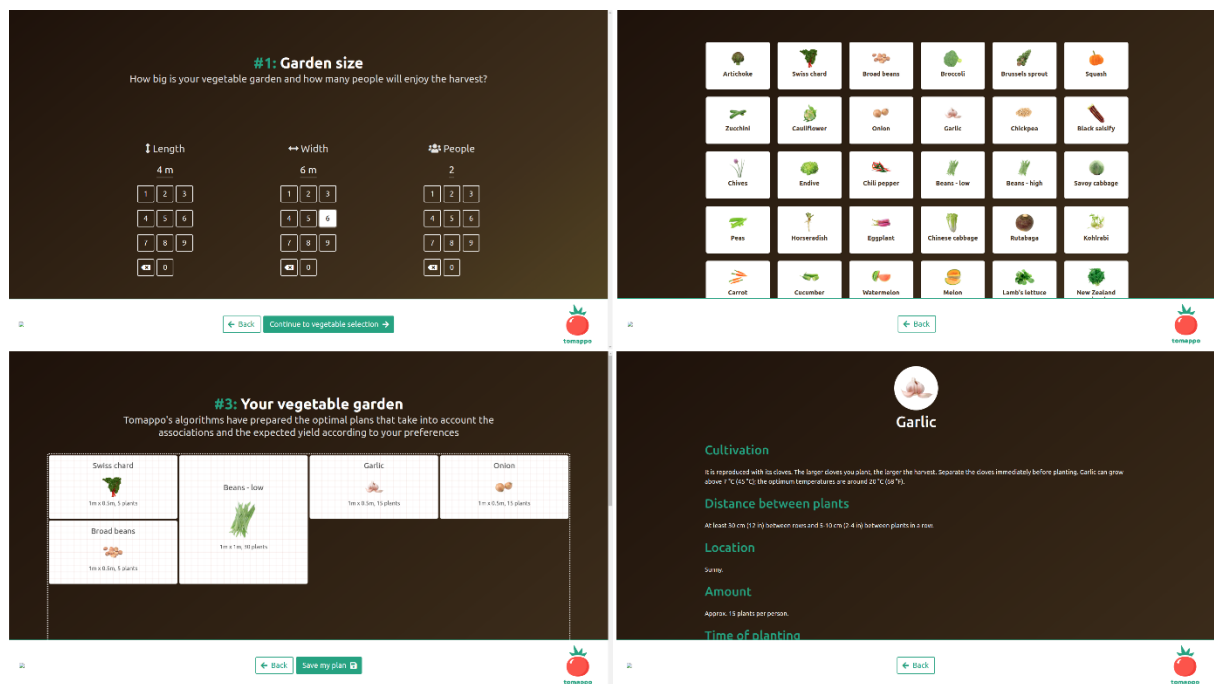 #1: Garden size
How big is your vegetable garden and how many people will enjoy the harvest?
Length
Width
People
4 m
6 m
2
1 2 3
1 2 3
1 2 3
4 5 6
4 5 6
4 5 6
7 8 9
7 8 9
7 8 9
0
0
0
Back
Continue to vegetable selection
tomappo
Artichoke
Swiss chard
Broad beans
Broccoli
Brussels sprout
Squash
Zucchini
Cauliflower
Onion
Garlic
Chickpea
Black salsify
Chives
Endive
Chili pepper
Beans - low
Beans - high
Savoy cabbage
Peas
Horseradish
Eggplant
Chinese cabbage
Rutabaga
Kohlrabi
Carrot
Cucumber
Watermelon
Melon
Lamb's lettuce
New Zealand
Back
tomappo
#3: Your vegetable garden
Tomappo's algorithms have prepared the optimal plans that take into account the
associations and the expected yield according to your preferences
Swiss chard
1m x 0.5m, 5 plants
Beans - low
1m x 1m, 10 plants
Garlic
1m x 0.5m, 15 plants
Onion
1m x 0.5m, 15 plants
Broad beans
1m x 0.5m, 5 plants
Back
Save my plan
tomappo
Garlic
Cultivation
It is reproduced with its cloves. The larger cloves you plant, the larger the harvest. Separate the cloves immediately before planting. Garlic can grow
above 7 °C (45 °C); the optimum temperatures are around 20 °C (68 °F).
Distance between plants
At least 30 cm (12 in) between rows and 5-10 cm (2-4 in) between plants in a row.
Location
Sunny.
Amount
Approx. 15 plants per person.
Time of planting
Back
tomappo